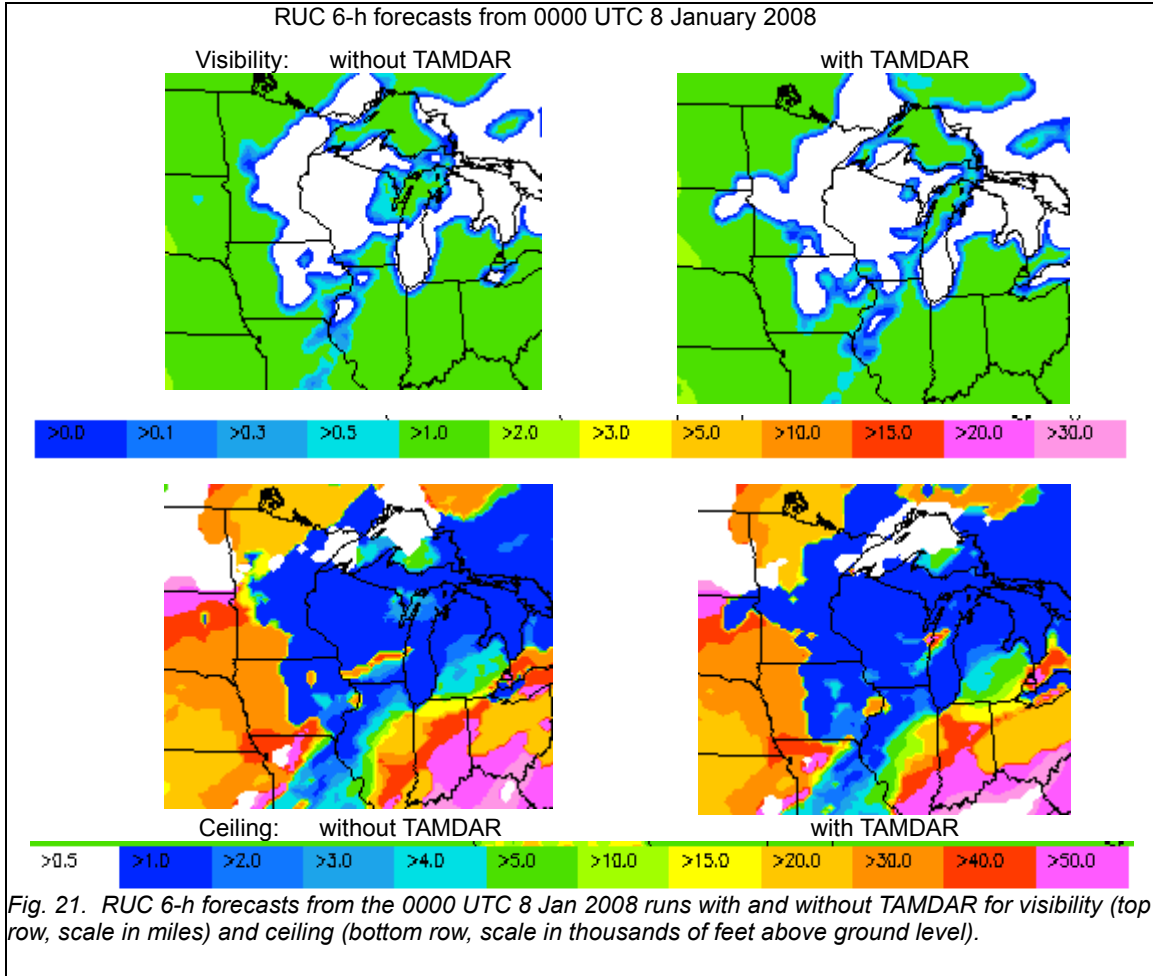 RUC 6-h forecasts from 0000 UTC 8 January 2008
Visibility: without TAMDAR
with TAMDAR
>0.0 >0.1 >0.3 >0.5 >1.0 >2.0 >3.0 >5.0 >10.0 >15.0 >20.0 >30.0
Ceiling: without TAMDAR
with TAMDAR
>0.5 >1.0 >2.0 >3.0 >4.0 >5.0 >10.0 >15.0 >20.0 >30.0 >40.0 >50.0
Fig. 21. RUC 6-h forecasts from the 0000 UTC 8 Jan 2008 runs with and without TAMDAR for visibility (top
row, scale in miles) and ceiling (bottom row, scale in thousands of feet above ground level).